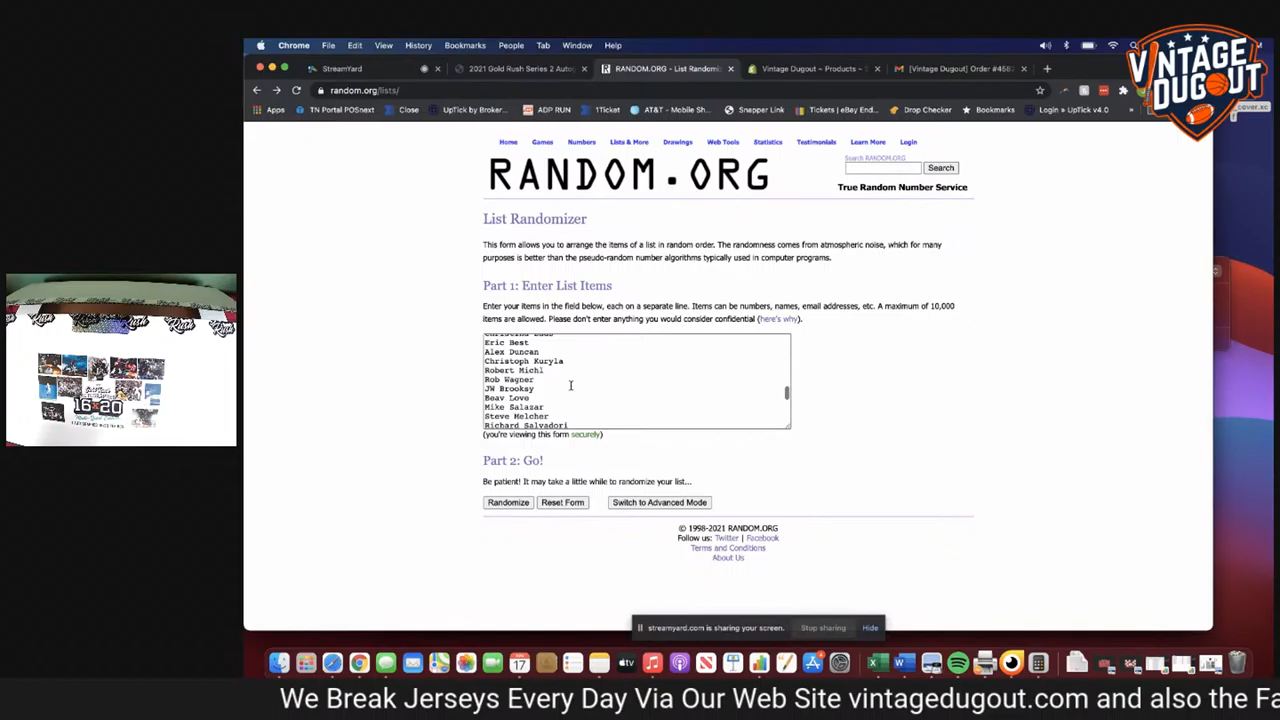 Chrome File Edit View History Bookmarks People Tab Window Help
StreamYard
2021 Gold Rush Series 2 Autog
RANDOM.ORG - List Randomiz
Vintage Dugout ~ Products ~ S
[Vintage Dugout] Order #4587
VINTAGE DUGOUT
random.org/lists/
Apps TN Portal POSnext Close UpTick by Broker... ADP RUN 1Ticket AT&T - Mobile Sh... Snapper Link Tickets | eBay End... Drop Checker Bookmarks Login » UpTick v4.0
Home Games Numbers Lists & More Drawings Web Tools Statistics Testimonials Learn More Login
RANDOM.ORG
Search RANDOM.ORG
Search
True Random Number Service
List Randomizer
This form allows you to arrange the items of a list in random order. The randomness comes from atmospheric noise, which for many
purposes is better than the pseudo-random number algorithms typically used in computer programs.
Part 1: Enter List Items
Enter your items in the field below, each on a separate line. Items can be numbers, names, email addresses, etc. A maximum of 10,000
items are allowed. Please don't enter anything you would consider confidential (here's why).
Eric Best
Alex Duncan
Christoph Kuryla
Robert Michl
Rob Wagner
JW Brooksy
Beav Love
Mike Salazar
Steve Melcher
Richard Salvadori
(you're viewing this form securely)
Part 2: Go!
Be patient! It may take a little while to randomize your list...
Randomize Reset Form Switch to Advanced Mode
© 1998-2021 RANDOM.ORG
Follow us: Twitter | Facebook
Terms and Conditions
About Us
Rush
16x20
streamyard.com is sharing your screen. Stop sharing Hide
17
tv
We Break Jerseys Every Day Via Our Web Site vintagedugout.com and also the Fa